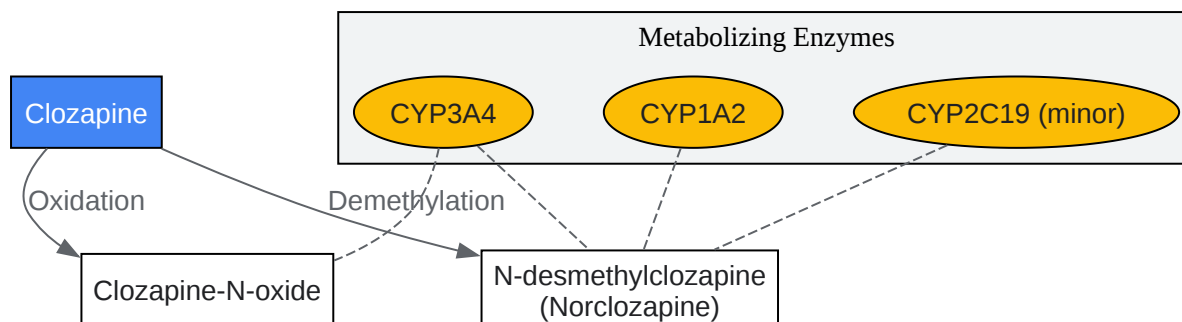 Metabolizing Enzymes
Clozapine
CYP3A4
CYP1A2
CYP2C19 (minor)
Oxidation
Demethylation
Clozapine-N-oxide
N-desmethylclozapine
(Norclozapine)